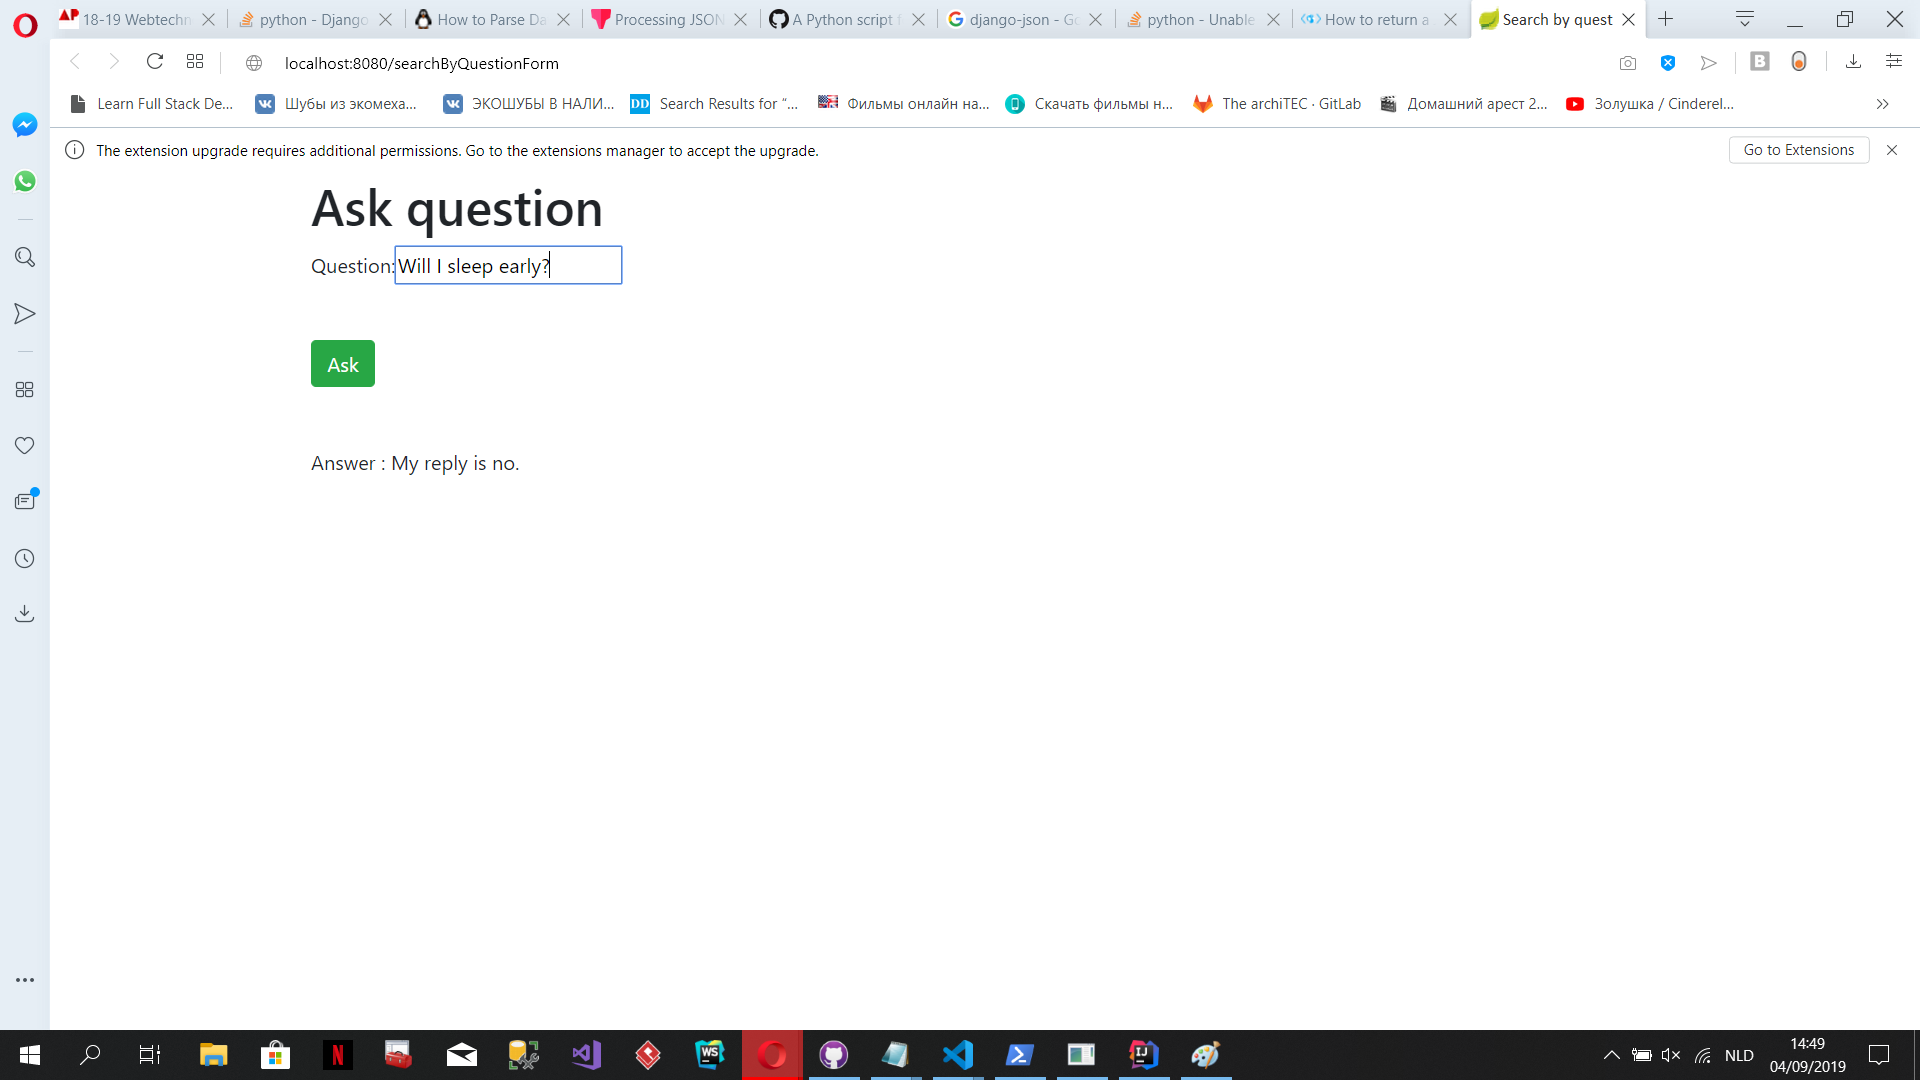 18-19 Webtechn
python - Django
How to Parse Da
Processing JSON
A Python script f
django-json - Go
python - Unable
How to return a
Search by quest
localhost:8080/searchByQuestionForm
B
Learn Full Stack De...
Шубы из экомеха...
ЭКОШУБЫ В НАЛИ...
DD
Search Results for “...
Фильмы онлайн на...
Скачать фильмы н...
The archiTEC · GitLab
Домашний арест 2...
Золушка / Cinderel...
The extension upgrade requires additional permissions. Go to the extensions manager to accept the upgrade.
Go to Extensions
Ask question
Question:
Will I sleep early?
Ask
Answer : My reply is no.
N
WS
IJ
NLD
14:49
04/09/2019